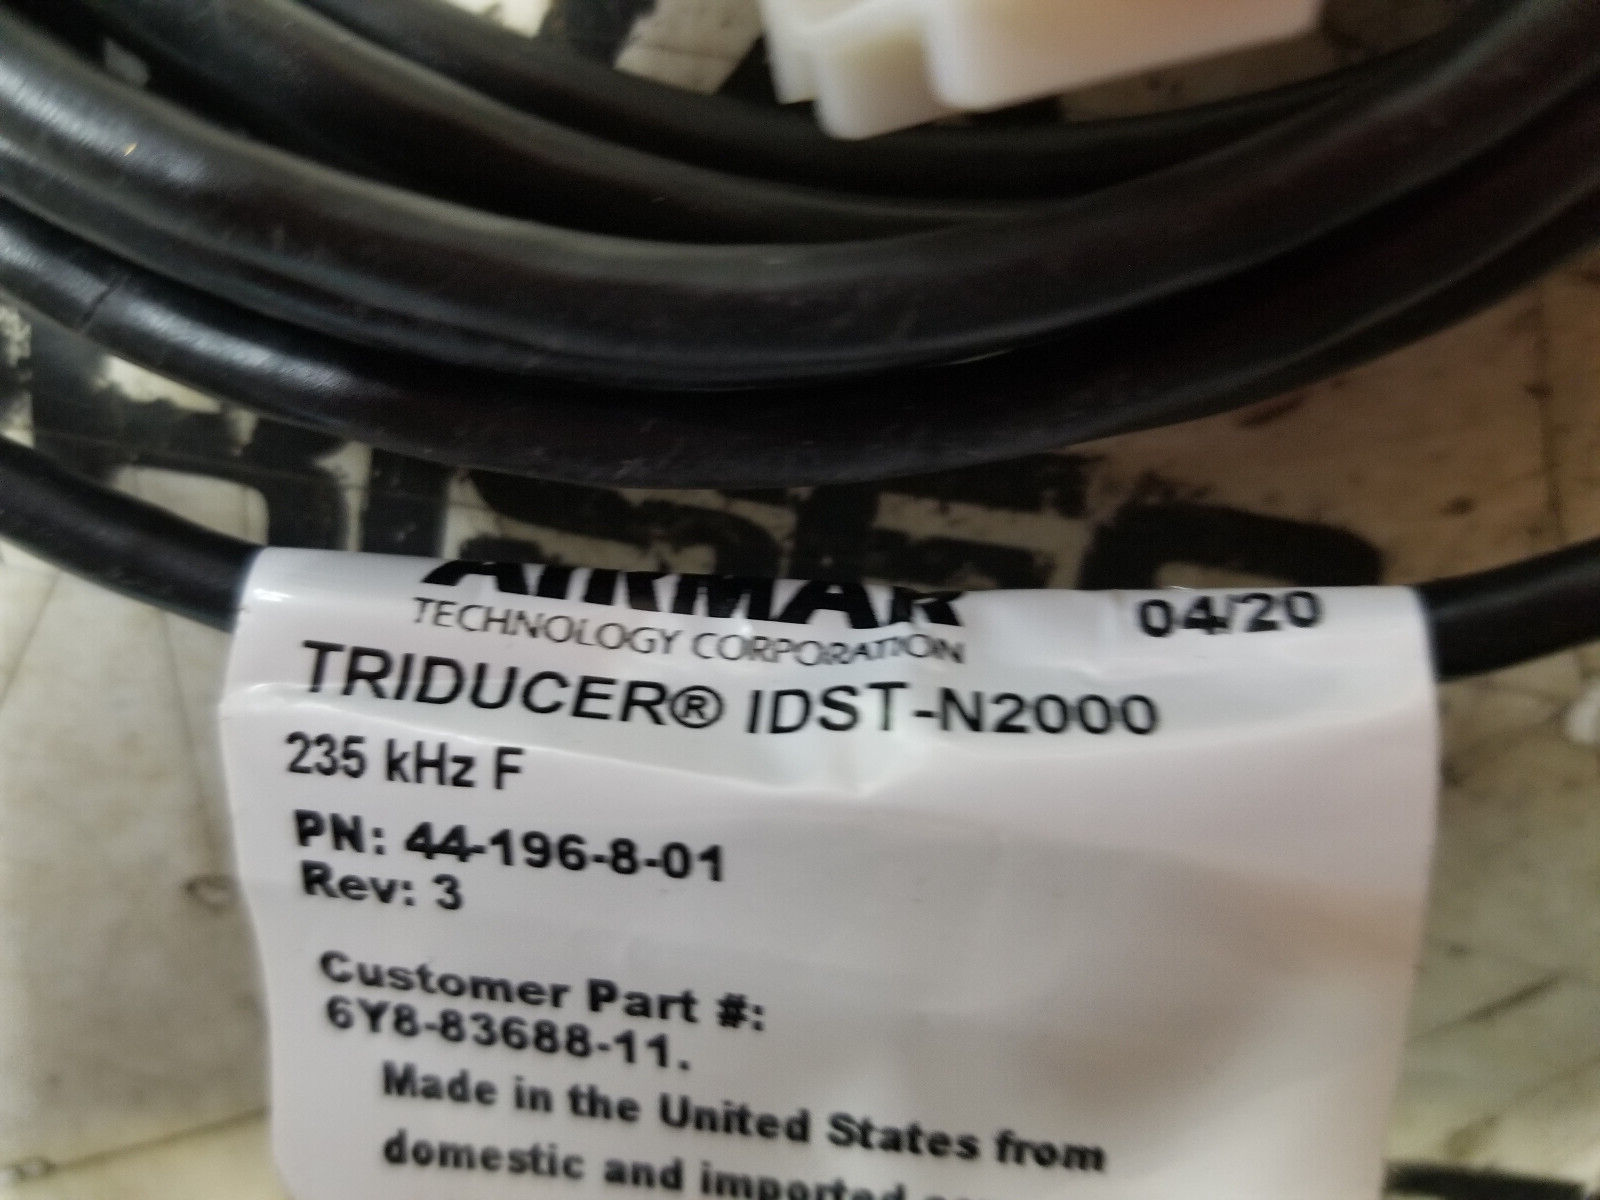 AIRMAR
TECHNOLOGY CORPORATION
04/20
TRIDUCER® IDST-N2000
235 kHz F
PN: 44-196-8-01
Rev: 3
Customer Part #:
6Y8-83688-11.
Made in the United States from
domestic and imported